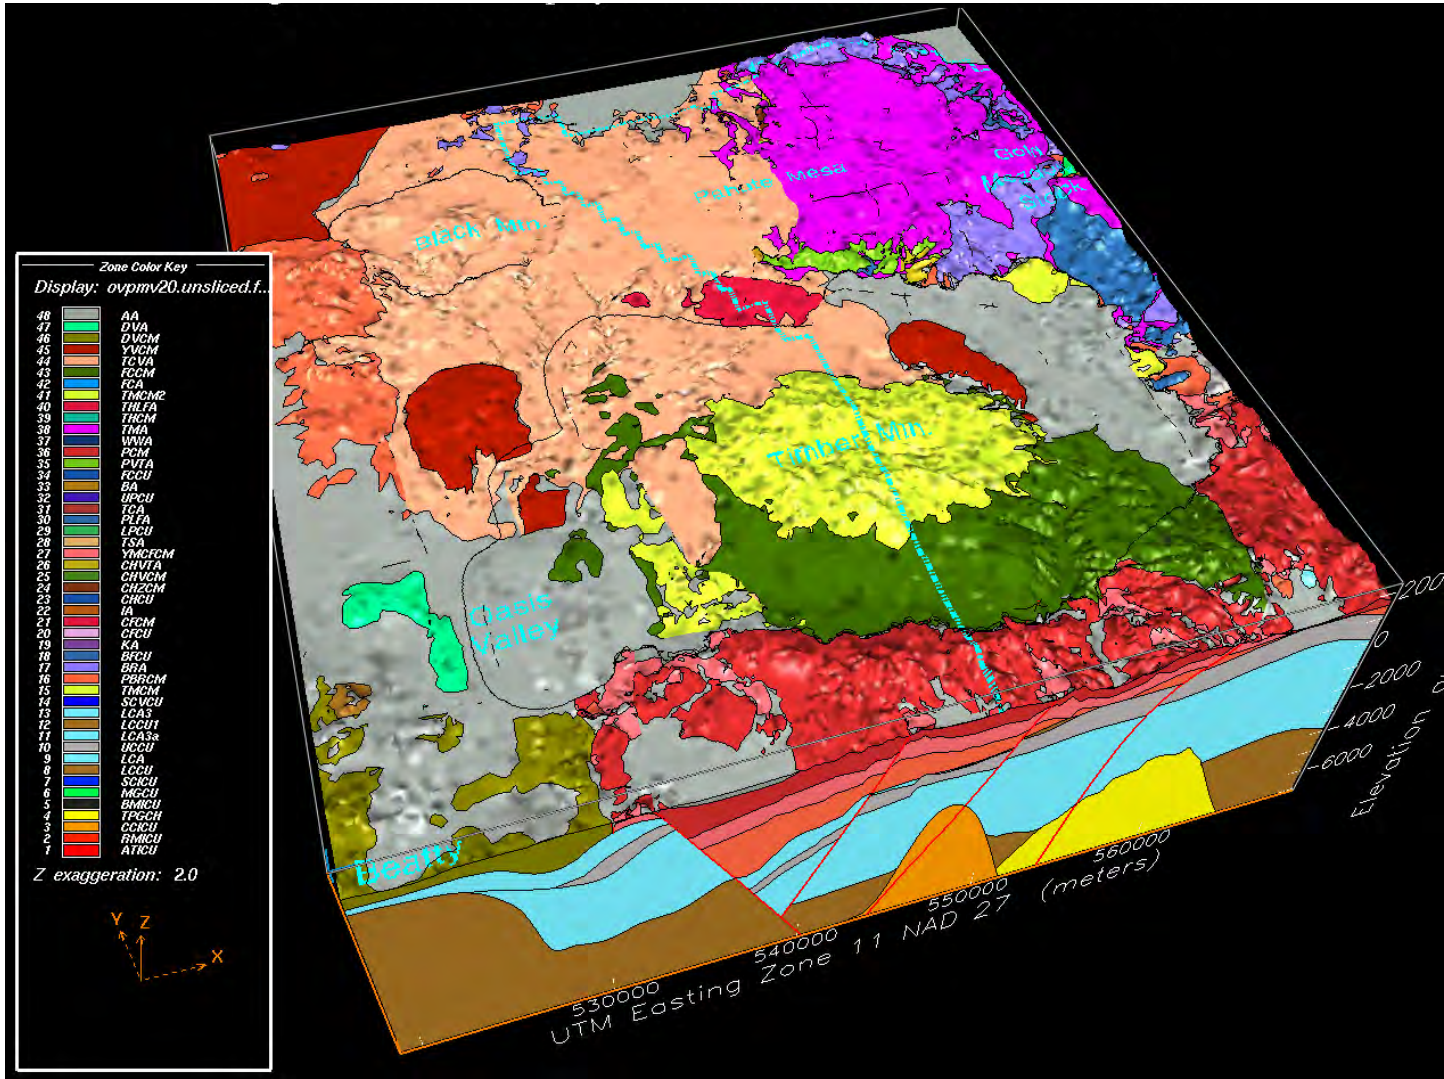 Zone Color Key
Display: ovpmv20.unsliced.f...
48 AA
47 DVA
46 DVCM
45 YVCM
44 TCVA
43 FCCM
42 FCA
41 TMCM2
40 THLFA
39 THCM
38 TMA
37 WWA
36 PCM
35 PVTA
34 FCCU
33 BA
32 UPCU
31 TCA
30 PLFA
29 LPCU
28 TSA
27 YMCFCM
26 CHVTA
25 CHVCM
24 CHZCM
23 CHCU
22 IA
21 CFCM
20 CFCU
19 KA
18 BFCU
17 BRA
16 PBRCM
15 TMCM
14 SCVCU
13 LCA3
12 LCCU1
11 LCA3a
10 UCCU
9 LCA
8 LCCU
7 SCICU
6 MGCU
5 BMICU
4 TPGCH
3 CCICU
2 RMICU
1 ATICU
Z exaggeration: 2.0
Y Z
X
Pahute Mesa
Gold
Stock
Black Mtn.
Timber Mtn.
Oasis
Valley
Beatty
200
0
-2000
-4000
-6000
Elevation
530000
540000
550000
560000
UTM Easting Zone 11 NAD 27 (meters)